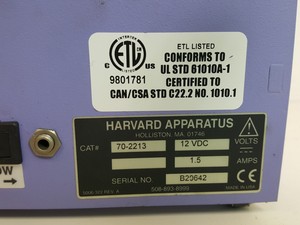 ETL LISTED
CONFORMS TO
UL STD 61010A-1
CERTIFIED TO
CAN/CSA STD C22.2 NO. 1010.1
INTERTEK
ETL
C US
9801781
HARVARD APPARATUS
HOLLISTON, MA. 01746
CAT# 70-2213 12 VDC VOLTS
1.5 AMPS
SERIAL NO B20642
508-893-8999 MADE IN USA
OW